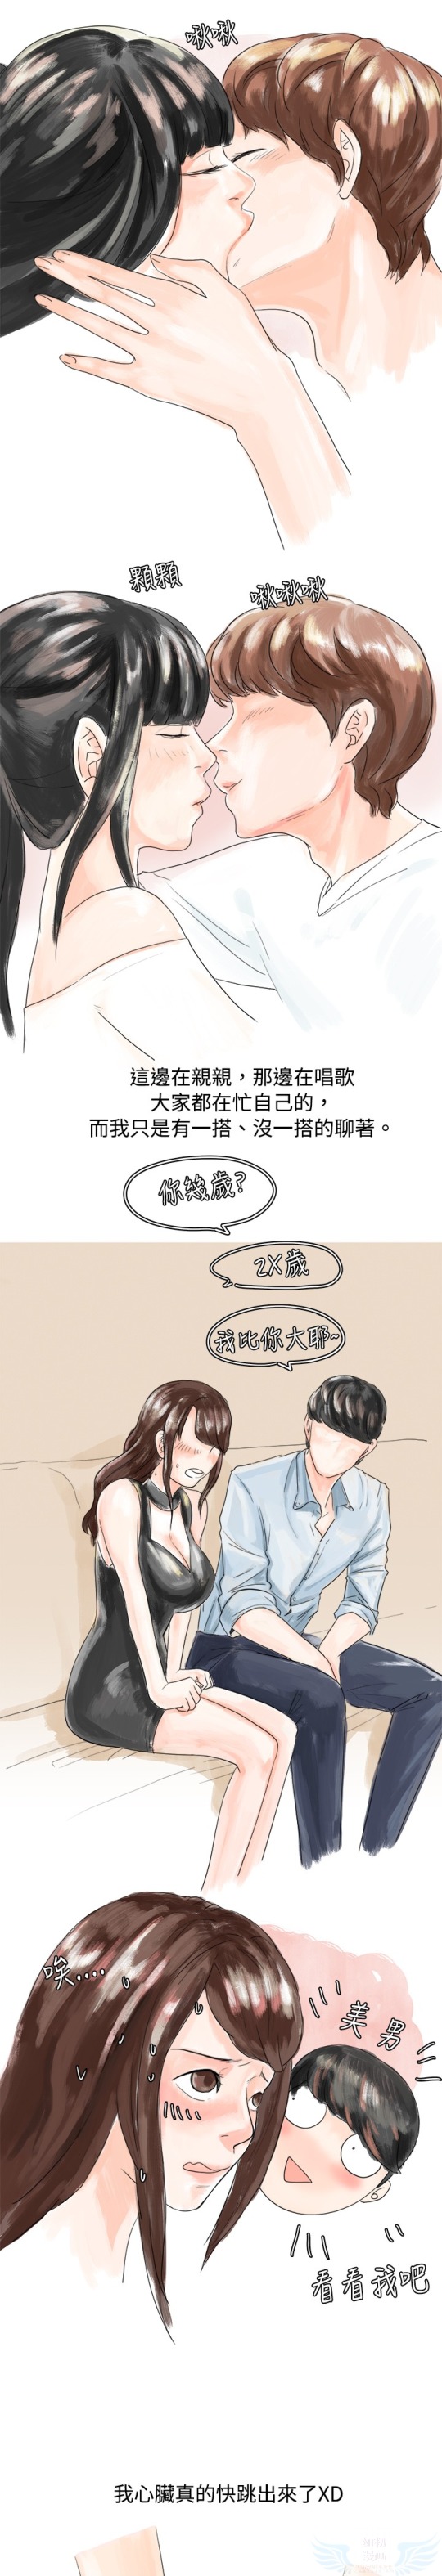 啾啾
顆顆
啾啾啾
這邊在親親，那邊在唱歌
大家都在忙自己的，
而我只是有一搭、沒一搭的聊著。
你幾歲?
2X歲
我比你大耶~
唉....
美男
看看我吧
我心臟真的快跳出來了XD